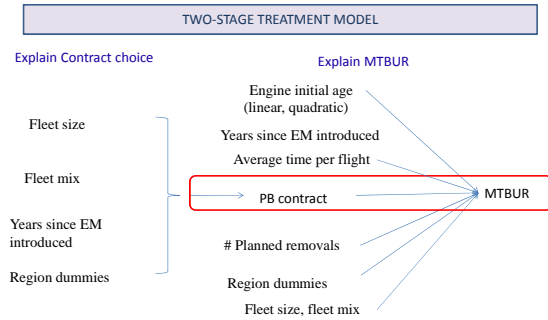 TWO-STAGE TREATMENT MODEL
Explain Contract choice
Explain MTBUR
Engine initial age
(linear, quadratic)
Fleet size
Years since EM introduced
Average time per flight
Fleet mix
PB contract
MTBUR
Years since EM
introduced
# Planned removals
Region dummies
Region dummies
Fleet size, fleet mix